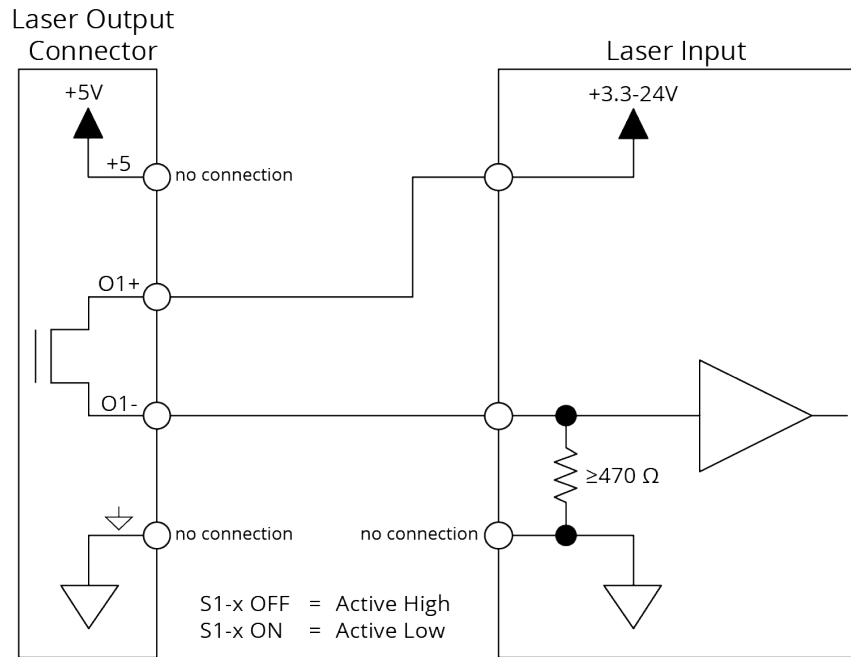 Laser Output
Connector
Laser Input
+5V
+3.3-24V
+5
no connection
O1+
O1-
≥470 Ω
no connection
no connection
S1-x OFF = Active High
S1-x ON = Active Low